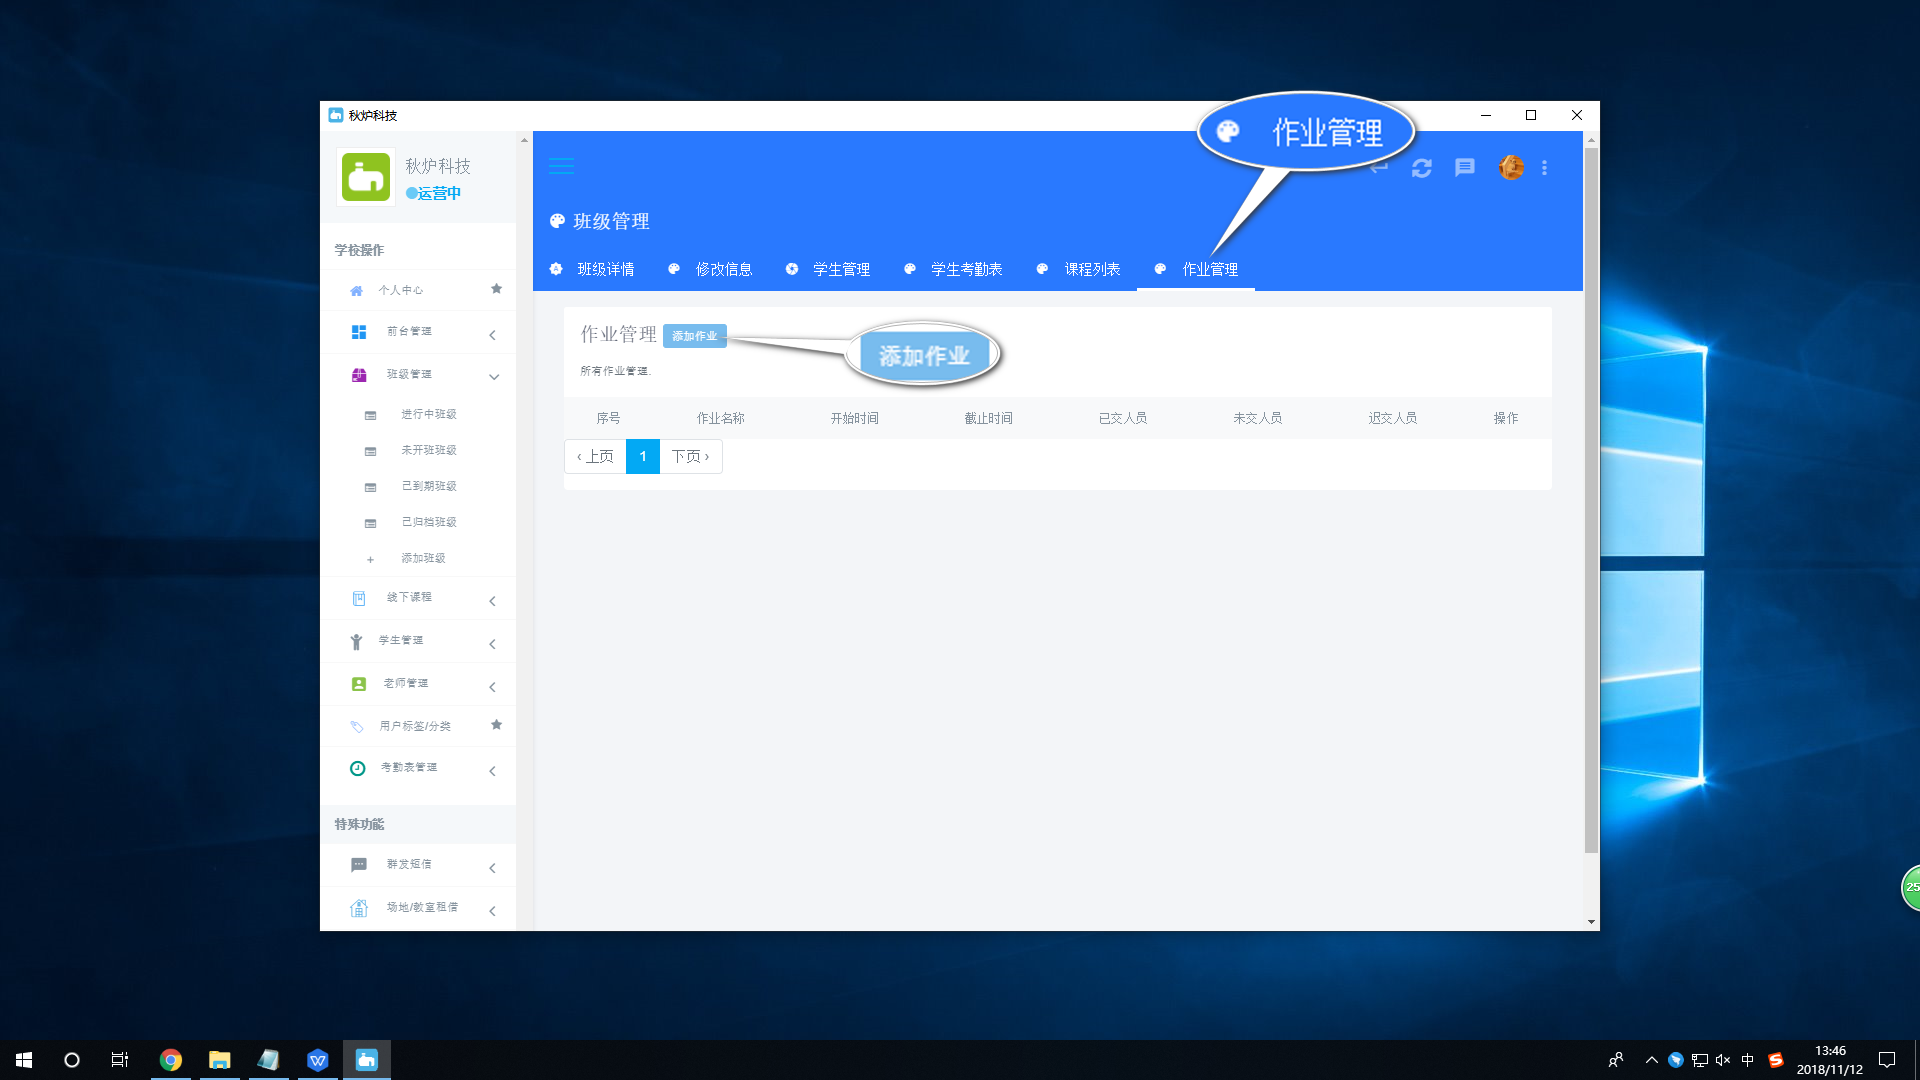 秋炉科技
作业管理
秋炉科技
运营中
学校操作
个人中心
前台管理
班级管理
进行中班级
未开班班级
已到期班级
已归档班级
添加班级
线下课程
学生管理
老师管理
用户标签/分类
考勤表管理
特殊功能
群发短信
场地/教室租借
班级管理
班级详情 修改信息 学生管理 学生考勤表 课程列表 作业管理
作业管理 添加作业
添加作业
所有作业管理.
序号 作业名称 开始时间 截止时间 已交人员 未交人员 迟交人员 操作
‹ 上页 1 下页 ›
25
中
13:46
2018/11/12